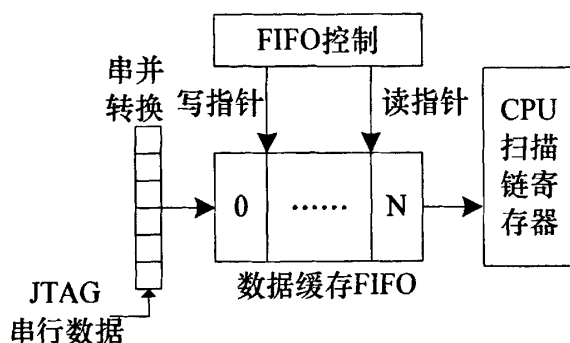 FIFO控制
串并
转换
写指针
读指针
CPU
扫描
链寄
存器
0
……
N
数据缓存FIFO
JTAG
串行数据